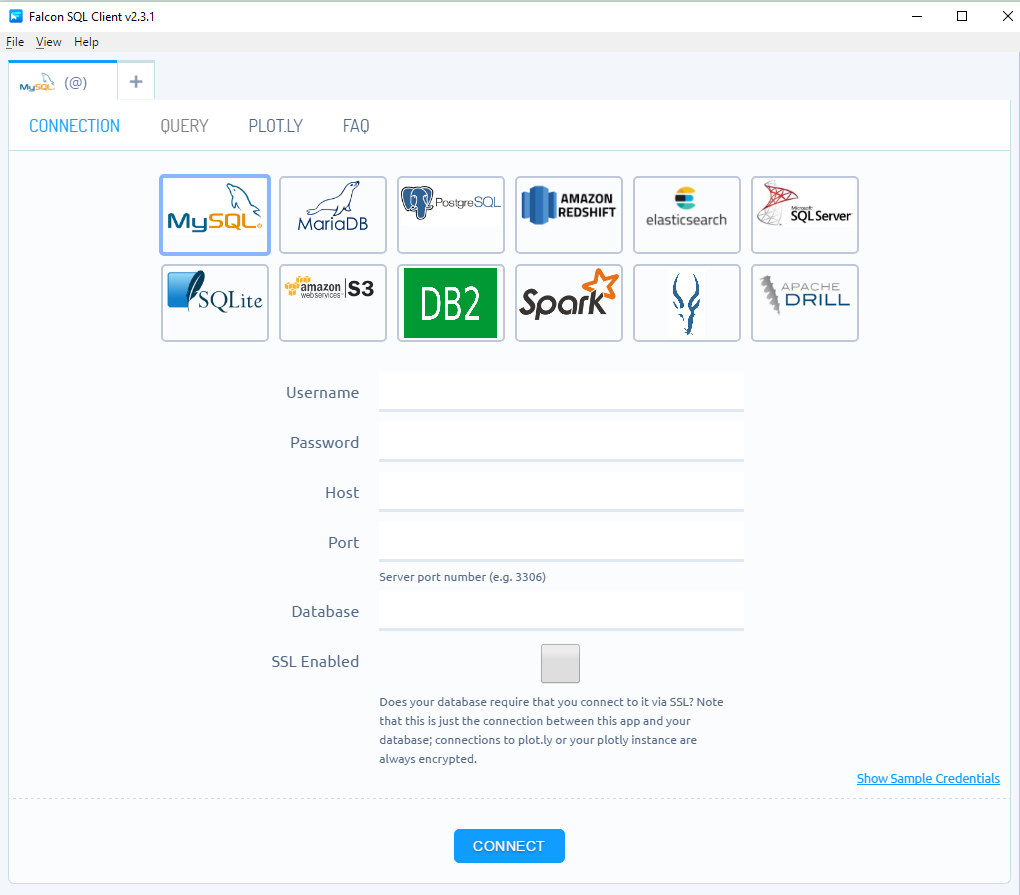 Falcon SQL Client v2.3.1
File View Help
MySQL (@) +
CONNECTION QUERY PLOT.LY FAQ
MySQL® MariaDB PostgreSQL AMAZON REDSHIFT elasticsearch Microsoft SQL Server
SQLite amazon webservices S3 DB2 Spark APACHE DRILL
Username
Password
Host
Port
Server port number (e.g. 3306)
Database
SSL Enabled
Does your database require that you connect to it via SSL? Note
that this is just the connection between this app and your
database; connections to plot.ly or your plotly instance are
always encrypted.
Show Sample Credentials
CONNECT